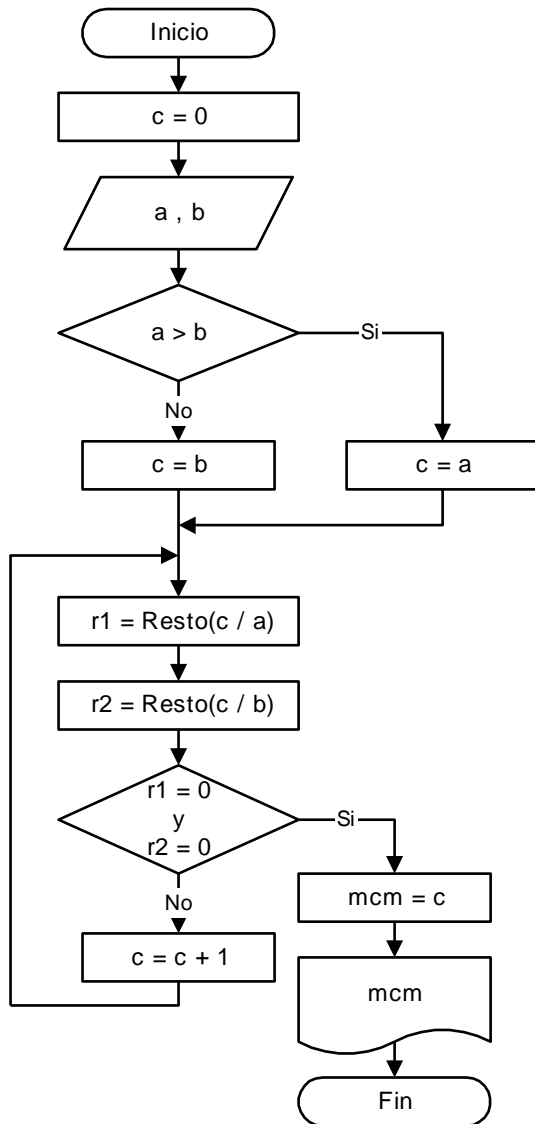 Inicio
c = 0
a , b
a > b
Si
No
c = b
c = a
r1 = Resto(c / a)
r2 = Resto(c / b)
r1 = 0
y
r2 = 0
Si
No
mcm = c
c = c + 1
mcm
Fin